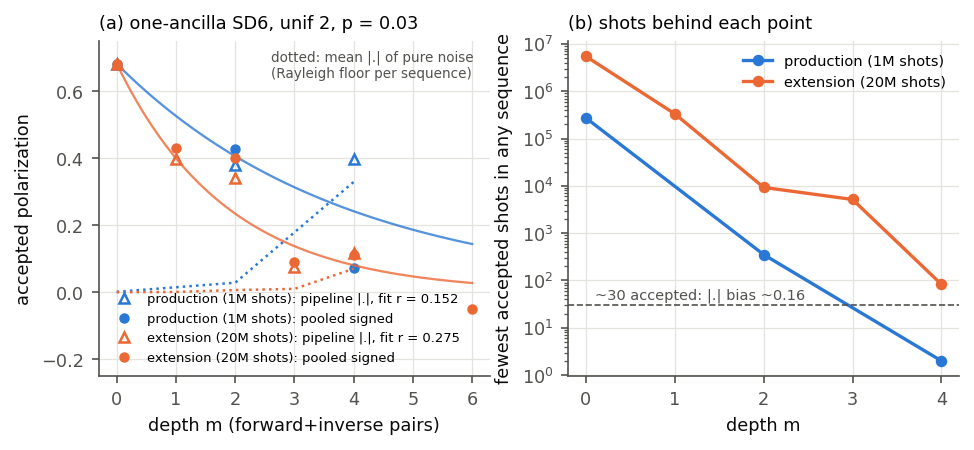 (a) one-ancilla SD6, unif 2, p = 0.03
dotted: mean |.| of pure noise
(Rayleigh floor per sequence)
accepted polarization
0.6
0.4
0.2
0.0
−0.2
production (1M shots): pipeline |.|, fit r = 0.152
production (1M shots): pooled signed
extension (20M shots): pipeline |.|, fit r = 0.275
extension (20M shots): pooled signed
0 1 2 3 4 5 6
depth m (forward+inverse pairs)
(b) shots behind each point
production (1M shots)
extension (20M shots)
fewest accepted shots in any sequence
10⁷
10⁶
10⁵
10⁴
10³
10²
10¹
10⁰
~30 accepted: |.| bias ~0.16
0 1 2 3 4
depth m